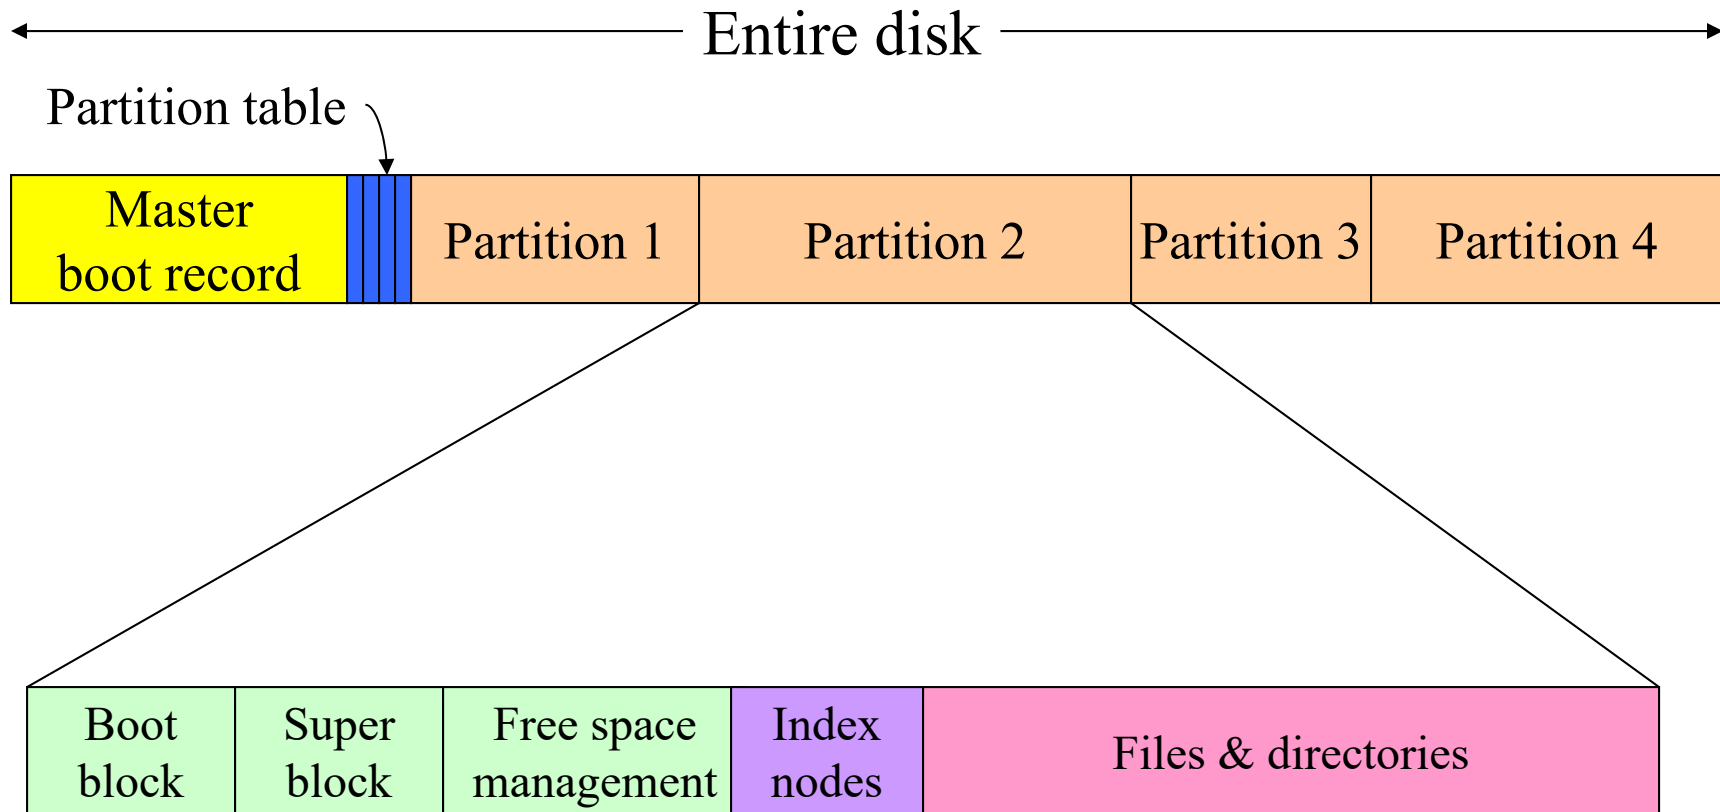 Entire disk
Partition table
Master
boot record
Partition 1
Partition 2
Partition 3
Partition 4
Boot
block
Super
block
Free space
management
Index
nodes
Files & directories